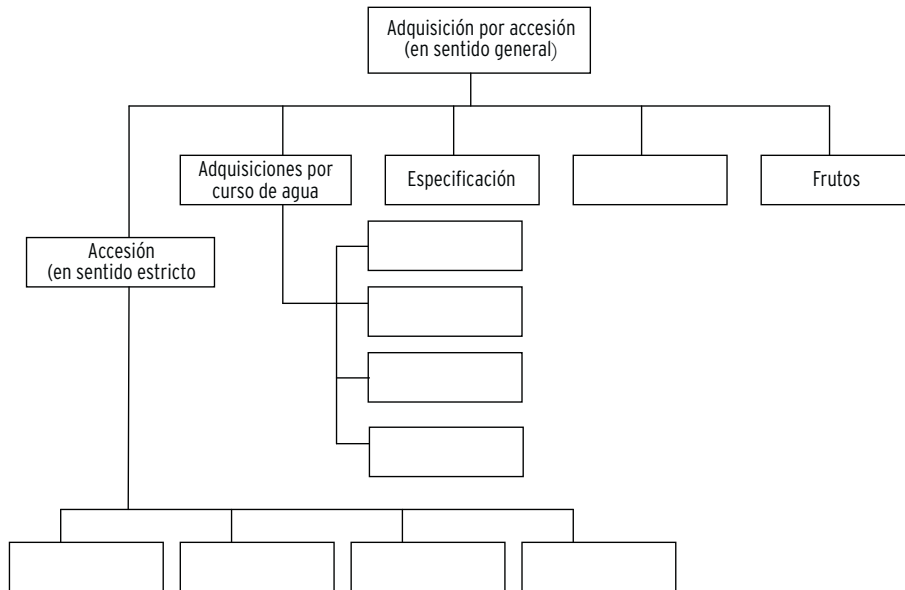 Adquisición por accesión
(en sentido general)
Adquisiciones por
curso de agua
Especificación
Frutos
Accesión
(en sentido estricto